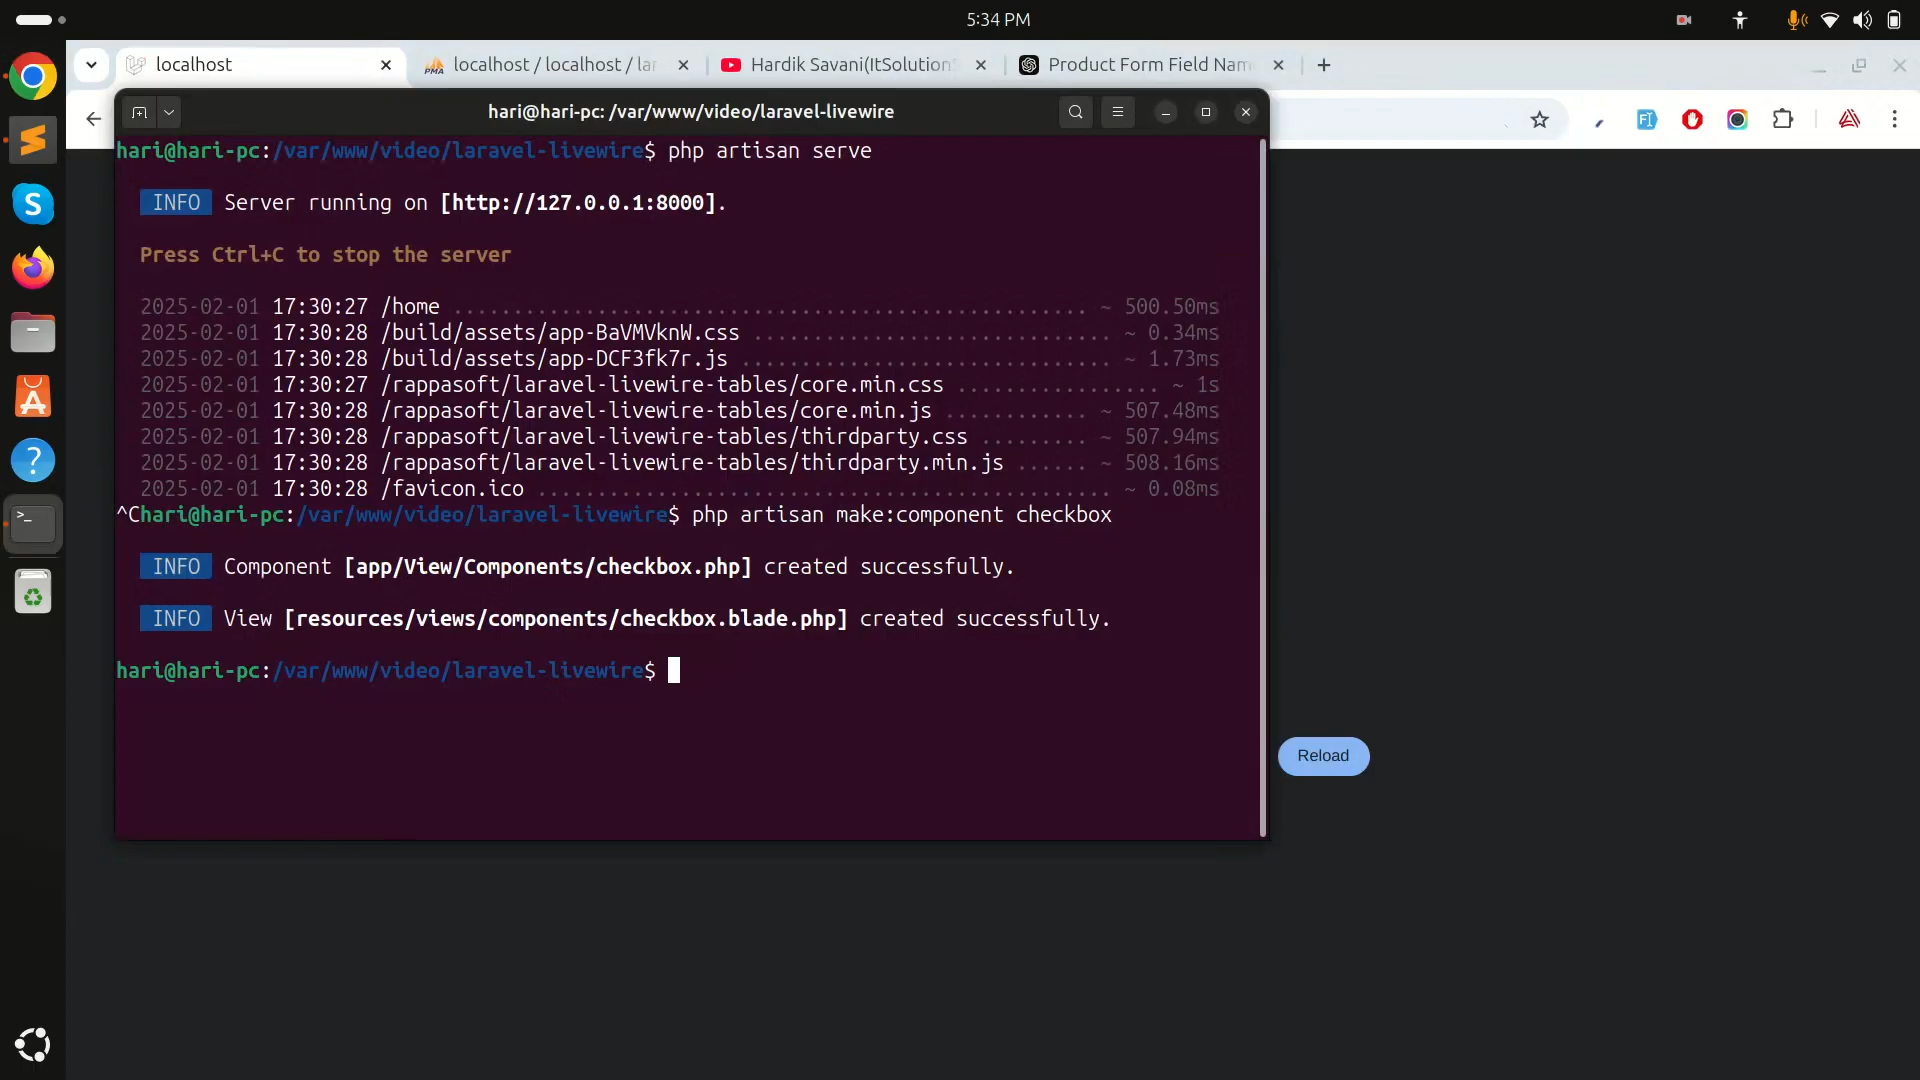 5:34 PM
localhost
localhost / localhost / lar
Hardik Savani(ItSolutionS
Product Form Field Nam
hari@hari-pc: /var/www/video/laravel-livewire
hari@hari-pc:/var/www/video/laravel-livewire$ php artisan serve
INFO Server running on [http://127.0.0.1:8000].
Press Ctrl+C to stop the server
2025-02-01 17:30:27 /home ..................................................... ~ 500.50ms
2025-02-01 17:30:28 /build/assets/app-BaVMVknW.css .............................. ~ 0.34ms
2025-02-01 17:30:28 /build/assets/app-DCF3fk7r.js ............................... ~ 1.73ms
2025-02-01 17:30:27 /rappasoft/laravel-livewire-tables/core.min.css ................. ~ 1s
2025-02-01 17:30:28 /rappasoft/laravel-livewire-tables/core.min.js ............ ~ 507.48ms
2025-02-01 17:30:28 /rappasoft/laravel-livewire-tables/thirdparty.css ......... ~ 507.94ms
2025-02-01 17:30:28 /rappasoft/laravel-livewire-tables/thirdparty.min.js ...... ~ 508.16ms
2025-02-01 17:30:28 /favicon.ico ................................................ ~ 0.08ms
^Chari@hari-pc:/var/www/video/laravel-livewire$ php artisan make:component checkbox
INFO Component [app/View/Components/checkbox.php] created successfully.
INFO View [resources/views/components/checkbox.blade.php] created successfully.
hari@hari-pc:/var/www/video/laravel-livewire$
Reload